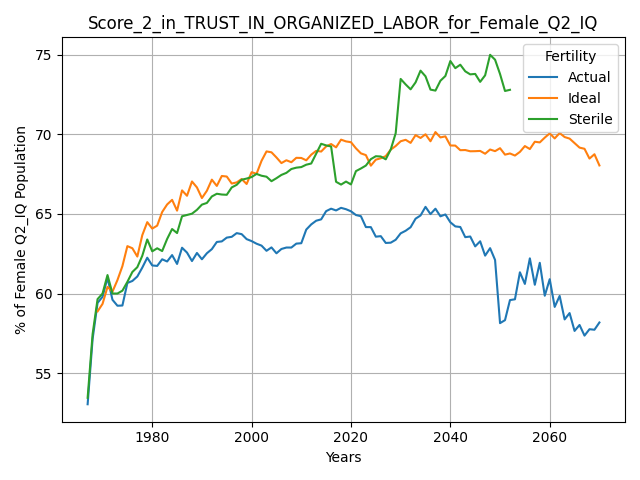 Score_2_in_TRUST_IN_ORGANIZED_LABOR_for_Female_Q2_IQ
Fertility
Actual
Ideal
Sterile
% of Female Q2_IQ Population
75
70
65
60
55
1980
2000
2020
2040
2060
Years